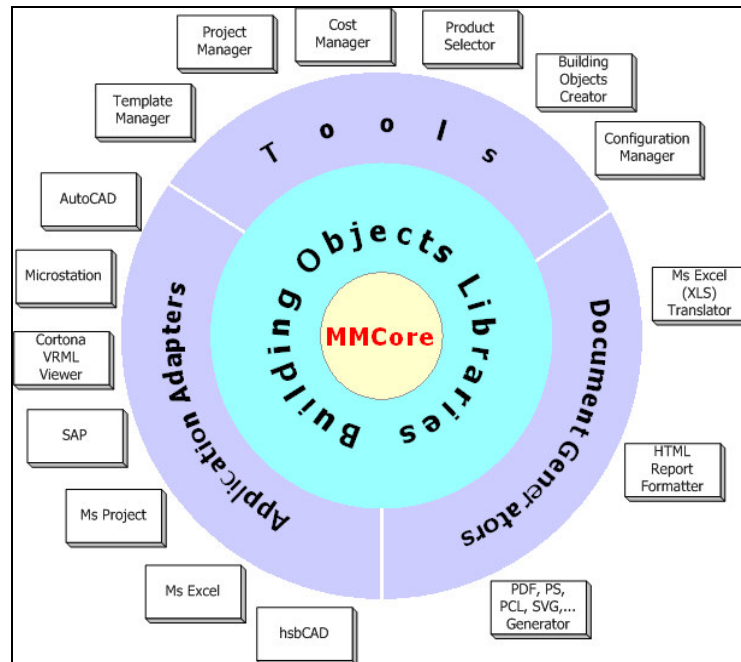 Project
Manager
Cost
Manager
Product
Selector
Building
Objects
Creator
Template
Manager
Configuration
Manager
Tools
AutoCAD
Microstation
Cortona
VRML
Viewer
SAP
Ms Project
Ms Excel
hsbCAD
Application Adapters
Building Objects Libraries
MMCore
Document Generators
Ms Excel
(XLS)
Translator
HTML
Report
Formatter
PDF, PS,
PCL, SVG,...
Generator